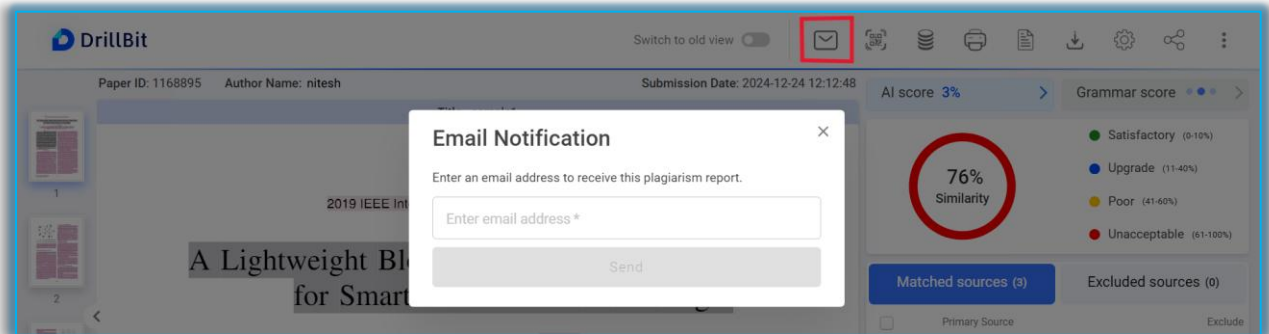 DrillBit
Switch to old view
Paper ID: 1168895 Author Name: nitesh Submission Date: 2024-12-24 12:12:48
AI score 3%
Grammar score
Email Notification
Enter an email address to receive this plagiarism report.
Enter email address *
Send
76%
Similarity
Satisfactory (0-10%)
Upgrade (11-40%)
Poor (41-60%)
Unacceptable (61-100%)
1
2019 IEEE Int
A Lightweight Bl
for Smart
2
Matched sources (3)
Excluded sources (0)
Primary Source
Exclude